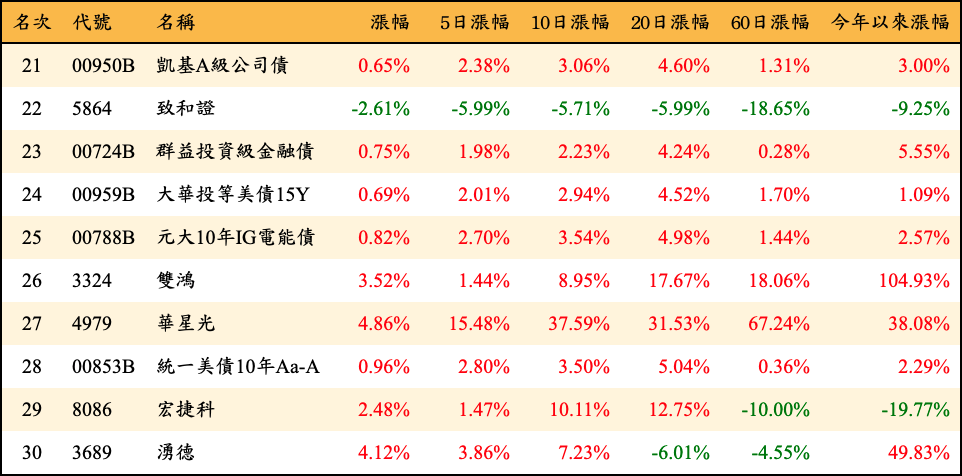 名次 代號 名稱 漲幅 5日漲幅 10日漲幅 20日漲幅 60日漲幅 今年以來漲幅
21 00950B 凱基A級公司債 0.65% 2.38% 3.06% 4.60% 1.31% 3.00%
22 5864 致和證 -2.61% -5.99% -5.71% -5.99% -18.65% -9.25%
23 00724B 群益投資級金融債 0.75% 1.98% 2.23% 4.24% 0.28% 5.55%
24 00959B 大華投等美債15Y 0.69% 2.01% 2.94% 4.52% 1.70% 1.09%
25 00788B 元大10年IG電能債 0.82% 2.70% 3.54% 4.98% 1.44% 2.57%
26 3324 雙鴻 3.52% 1.44% 8.95% 17.67% 18.06% 104.93%
27 4979 華星光 4.86% 15.48% 37.59% 31.53% 67.24% 38.08%
28 00853B 統一美債10年Aa-A 0.96% 2.80% 3.50% 5.04% 0.36% 2.29%
29 8086 宏捷科 2.48% 1.47% 10.11% 12.75% -10.00% -19.77%
30 3689 湧德 4.12% 3.86% 7.23% -6.01% -4.55% 49.83%